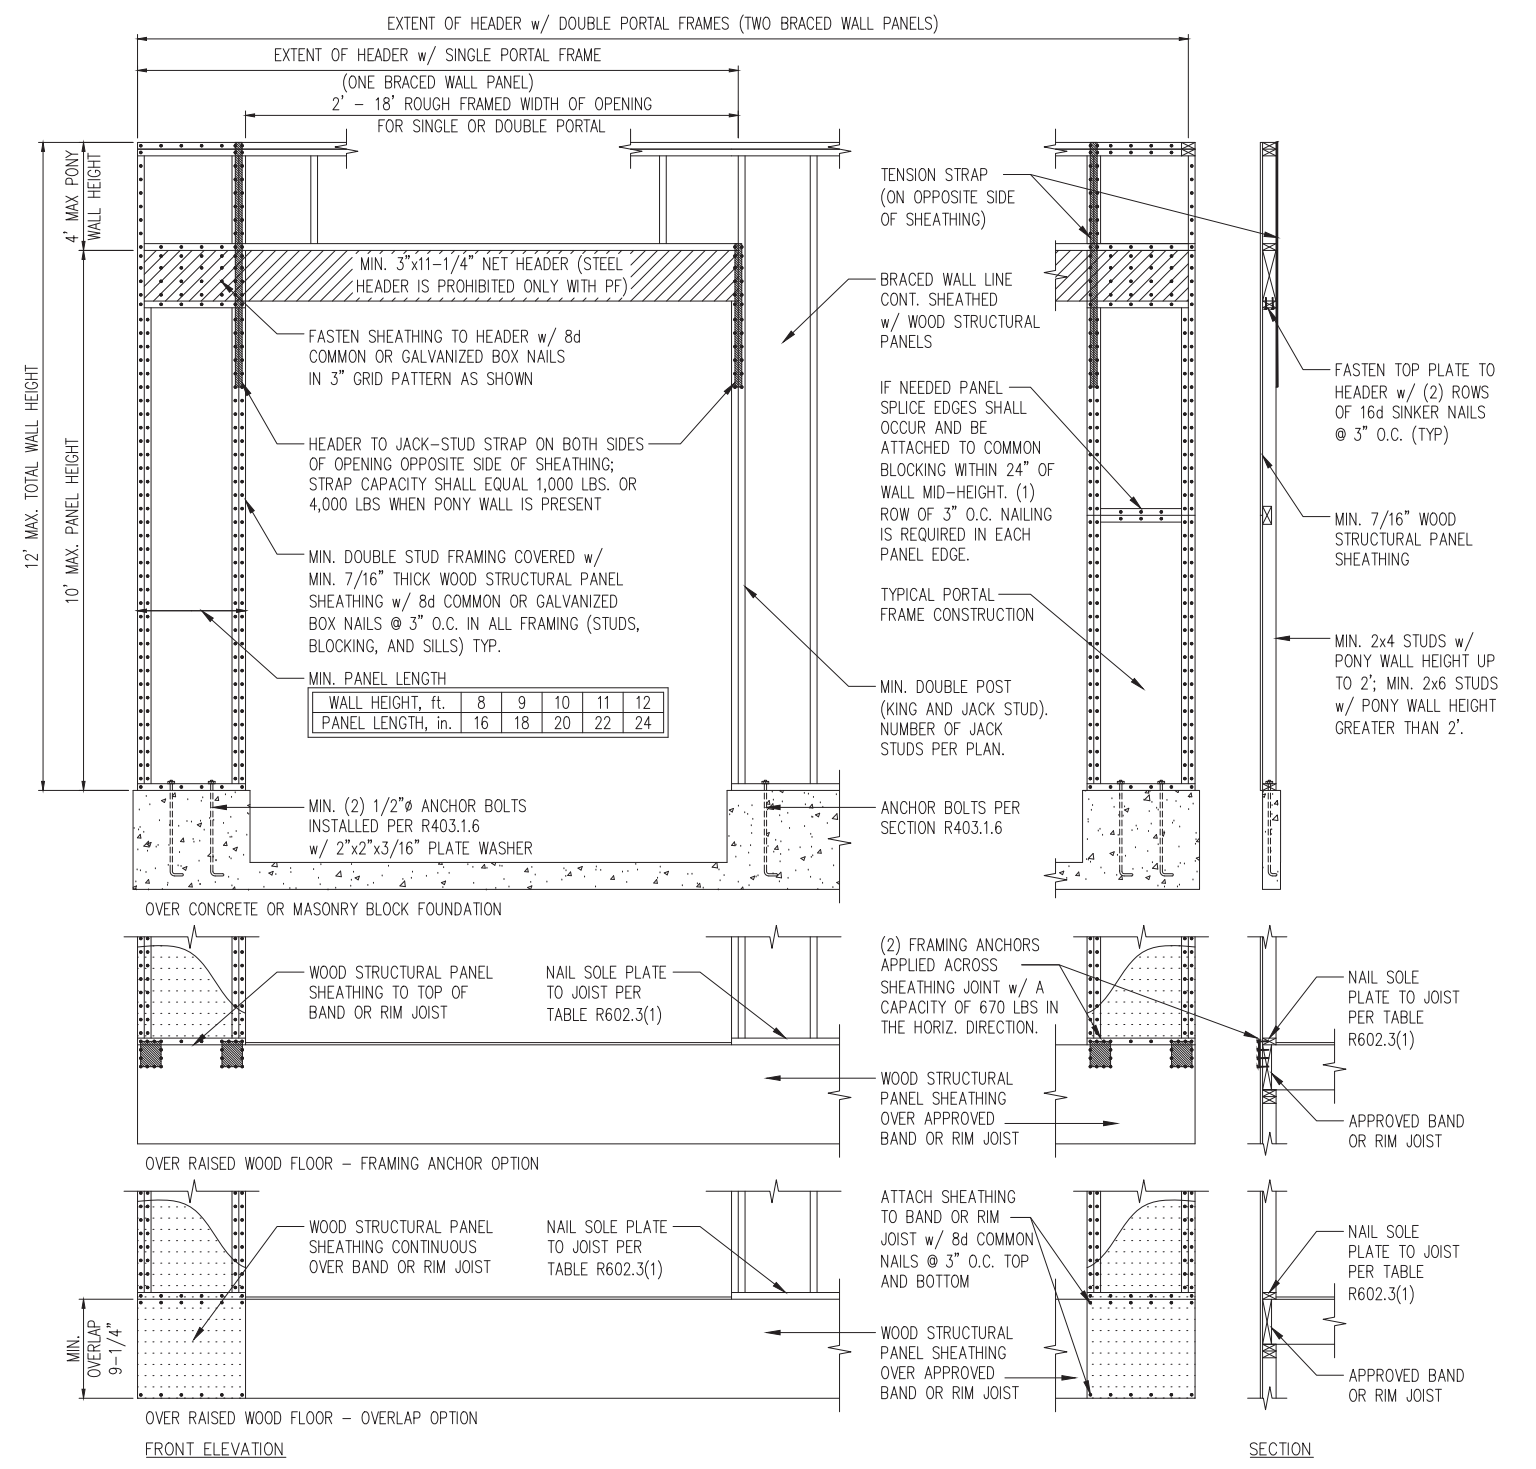 EXTENT OF HEADER w/ DOUBLE PORTAL FRAMES (TWO BRACED WALL PANELS)
EXTENT OF HEADER w/ SINGLE PORTAL FRAME
(ONE BRACED WALL PANEL)
2' – 18' ROUGH FRAMED WIDTH OF OPENING
FOR SINGLE OR DOUBLE PORTAL
4' MAX PONY
WALL HEIGHT
12' MAX. TOTAL WALL HEIGHT
10' MAX. PANEL HEIGHT
MIN. 3"x11–1/4" NET HEADER (STEEL
HEADER IS PROHIBITED ONLY WITH PF)
FASTEN SHEATHING TO HEADER w/ 8d
COMMON OR GALVANIZED BOX NAILS
IN 3" GRID PATTERN AS SHOWN
HEADER TO JACK–STUD STRAP ON BOTH SIDES
OF OPENING OPPOSITE SIDE OF SHEATHING;
STRAP CAPACITY SHALL EQUAL 1,000 LBS. OR
4,000 LBS WHEN PONY WALL IS PRESENT
MIN. DOUBLE STUD FRAMING COVERED w/
MIN. 7/16" THICK WOOD STRUCTURAL PANEL
SHEATHING w/ 8d COMMON OR GALVANIZED
BOX NAILS @ 3" O.C. IN ALL FRAMING (STUDS,
BLOCKING, AND SILLS) TYP.
MIN. PANEL LENGTH
WALL HEIGHT, ft. 8 9 10 11 12
PANEL LENGTH, in. 16 18 20 22 24
MIN. (2) 1/2"ø ANCHOR BOLTS
INSTALLED PER R403.1.6
w/ 2"x2"x3/16" PLATE WASHER
TENSION STRAP
(ON OPPOSITE SIDE
OF SHEATHING)
BRACED WALL LINE
CONT. SHEATHED
w/ WOOD STRUCTURAL
PANELS
IF NEEDED PANEL
SPLICE EDGES SHALL
OCCUR AND BE
ATTACHED TO COMMON
BLOCKING WITHIN 24" OF
WALL MID–HEIGHT. (1)
ROW OF 3" O.C. NAILING
IS REQUIRED IN EACH
PANEL EDGE.
TYPICAL PORTAL
FRAME CONSTRUCTION
MIN. DOUBLE POST
(KING AND JACK STUD).
NUMBER OF JACK
STUDS PER PLAN.
ANCHOR BOLTS PER
SECTION R403.1.6
FASTEN TOP PLATE TO
HEADER w/ (2) ROWS
OF 16d SINKER NAILS
@ 3" O.C. (TYP)
MIN. 7/16" WOOD
STRUCTURAL PANEL
SHEATHING
MIN. 2x4 STUDS w/
PONY WALL HEIGHT UP
TO 2'; MIN. 2x6 STUDS
w/ PONY WALL HEIGHT
GREATER THAN 2'.
OVER CONCRETE OR MASONRY BLOCK FOUNDATION
WOOD STRUCTURAL PANEL
SHEATHING TO TOP OF
BAND OR RIM JOIST
NAIL SOLE PLATE
TO JOIST PER
TABLE R602.3(1)
(2) FRAMING ANCHORS
APPLIED ACROSS
SHEATHING JOINT w/ A
CAPACITY OF 670 LBS IN
THE HORIZ. DIRECTION.
WOOD STRUCTURAL
PANEL SHEATHING
OVER APPROVED
BAND OR RIM JOIST
NAIL SOLE
PLATE TO JOIST
PER TABLE
R602.3(1)
APPROVED BAND
OR RIM JOIST
OVER RAISED WOOD FLOOR – FRAMING ANCHOR OPTION
WOOD STRUCTURAL PANEL
SHEATHING CONTINUOUS
OVER BAND OR RIM JOIST
NAIL SOLE PLATE
TO JOIST PER
TABLE R602.3(1)
ATTACH SHEATHING
TO BAND OR RIM
JOIST w/ 8d COMMON
NAILS @ 3" O.C. TOP
AND BOTTOM
WOOD STRUCTURAL
PANEL SHEATHING
OVER APPROVED
BAND OR RIM JOIST
NAIL SOLE
PLATE TO JOIST
PER TABLE
R602.3(1)
APPROVED BAND
OR RIM JOIST
MIN.
OVERLAP
9–1/4"
OVER RAISED WOOD FLOOR – OVERLAP OPTION
FRONT ELEVATION
SECTION